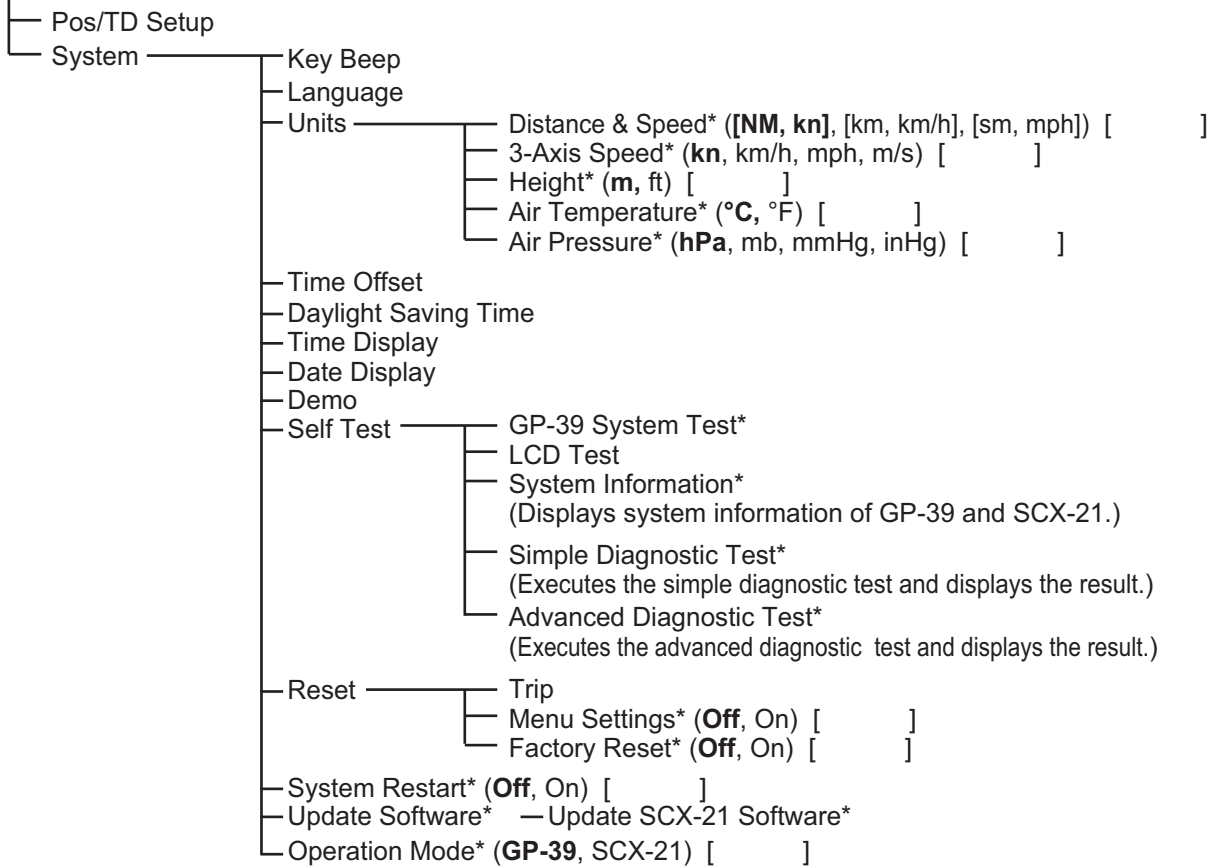 Pos/TD Setup
System
Key Beep
Language
Units
Distance & Speed* ([NM, kn], [km, km/h], [sm, mph]) [ ]
3-Axis Speed* (kn, km/h, mph, m/s) [ ]
Height* (m, ft) [ ]
Air Temperature* (°C, °F) [ ]
Air Pressure* (hPa, mb, mmHg, inHg) [ ]
Time Offset
Daylight Saving Time
Time Display
Date Display
Demo
Self Test
GP-39 System Test*
LCD Test
System Information*
(Displays system information of GP-39 and SCX-21.)
Simple Diagnostic Test*
(Executes the simple diagnostic test and displays the result.)
Advanced Diagnostic Test*
(Executes the advanced diagnostic test and displays the result.)
Reset
Trip
Menu Settings* (Off, On) [ ]
Factory Reset* (Off, On) [ ]
System Restart* (Off, On) [ ]
Update Software* Update SCX-21 Software*
Operation Mode* (GP-39, SCX-21) [ ]